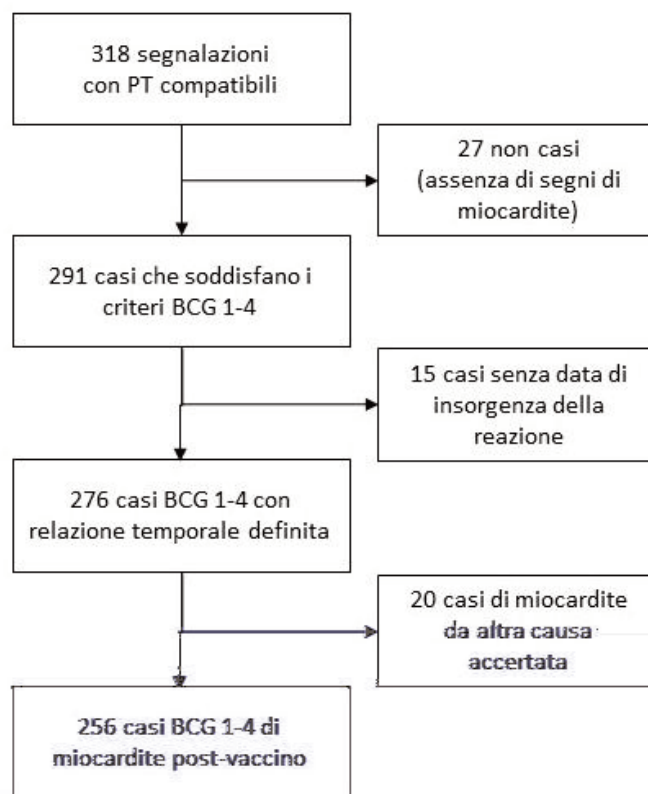 318 segnalazioni
con PT compatibili
27 non casi
(assenza di segni di
miocardite)
291 casi che soddisfano i
criteri BCG 1-4
15 casi senza data di
insorgenza della
reazione
276 casi BCG 1-4 con
relazione temporale definita
20 casi di miocardite
da altra causa
accertata
256 casi BCG 1-4 di
miocardite post-vaccino